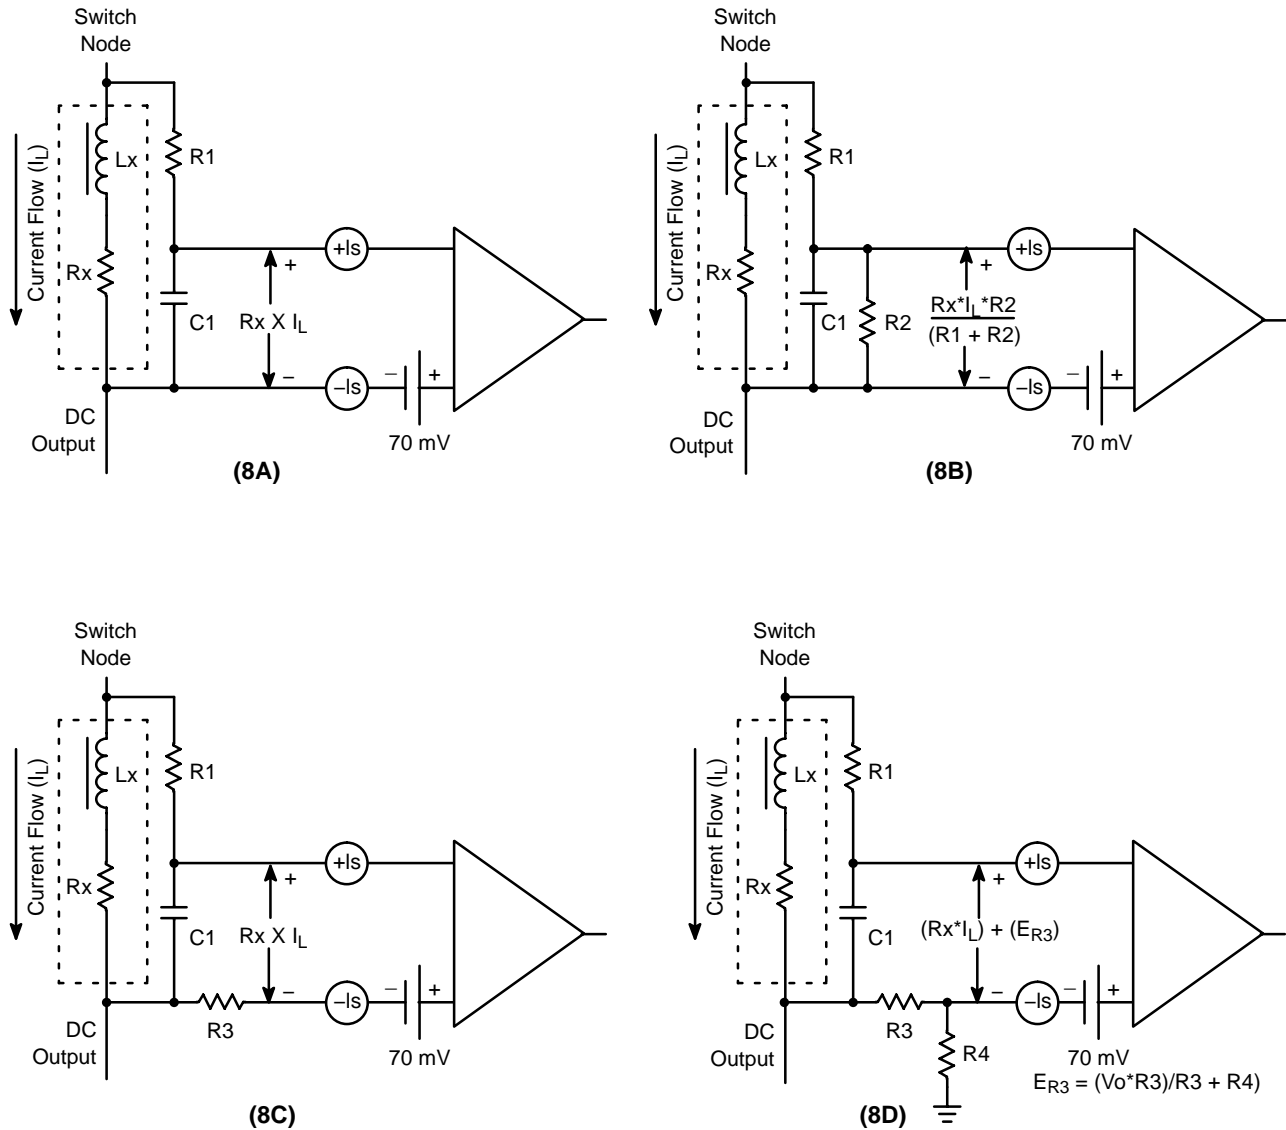 Switch
Node
Current Flow (IL)
Lx
R1
Rx
C1
+
Rx X IL
−
+Is
−Is
− +
70 mV
DC
Output
(8A)
Switch
Node
Current Flow (IL)
Lx
R1
Rx
C1
R2
+
Rx*IL*R2
(R1 + R2)
−
+Is
−Is
− +
70 mV
DC
Output
(8B)
Switch
Node
Current Flow (IL)
Lx
R1
Rx
C1
+
Rx X IL
−
+Is
−Is
− +
R3
70 mV
DC
Output
(8C)
Switch
Node
Current Flow (IL)
Lx
R1
Rx
C1
+
(Rx*IL) + (ER3)
−
+Is
−Is
− +
R3
R4
70 mV
ER3 = (Vo*R3)/R3 + R4)
DC
Output
(8D)